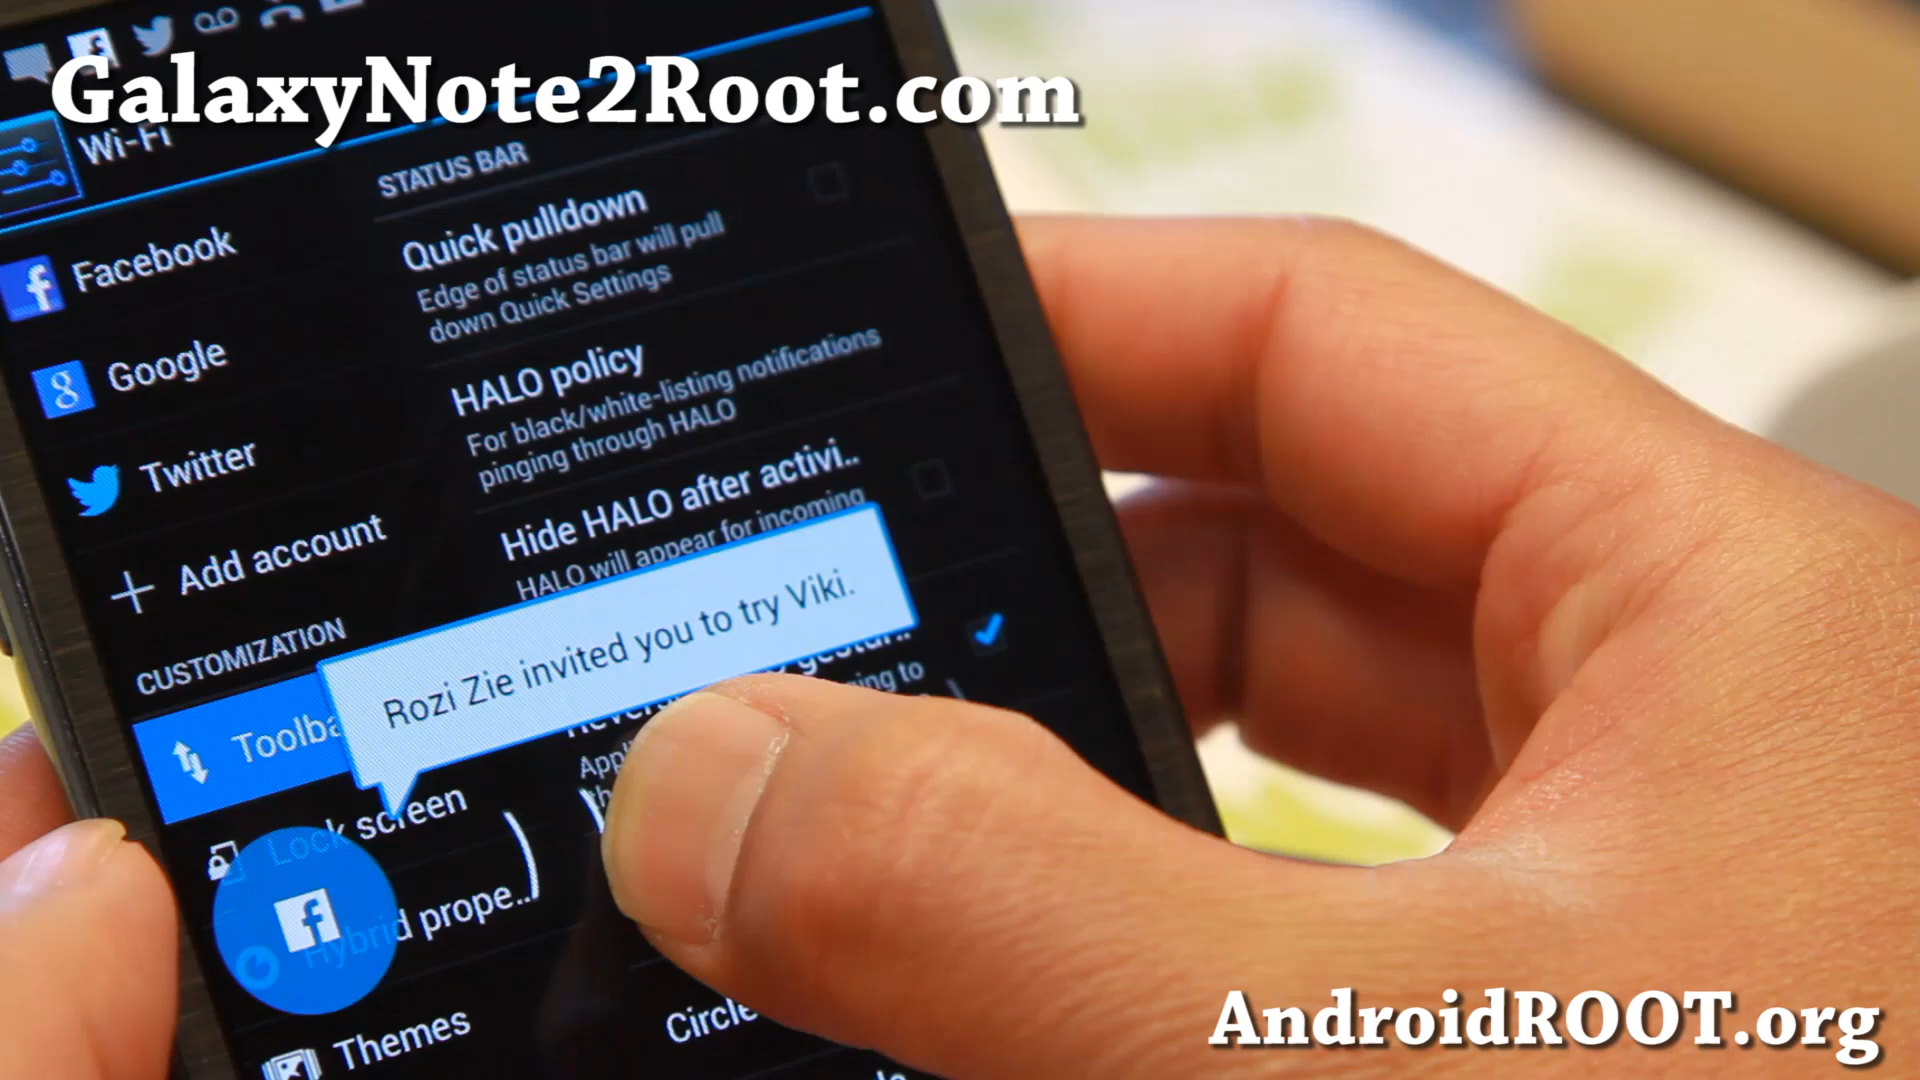 GalaxyNote2Root.com
Wi-Fi
Facebook
Google
Twitter
Add account
CUSTOMIZATION
Lock screen
Hybrid prope..
Themes
STATUS BAR
Quick pulldown
Edge of status bar will pull
down Quick Settings
HALO policy
For black/white-listing notifications
pinging through HALO
Hide HALO after activi..
HALO will appear for incoming
Rozi Zie invited you to try Viki.
AndroidROOT.org